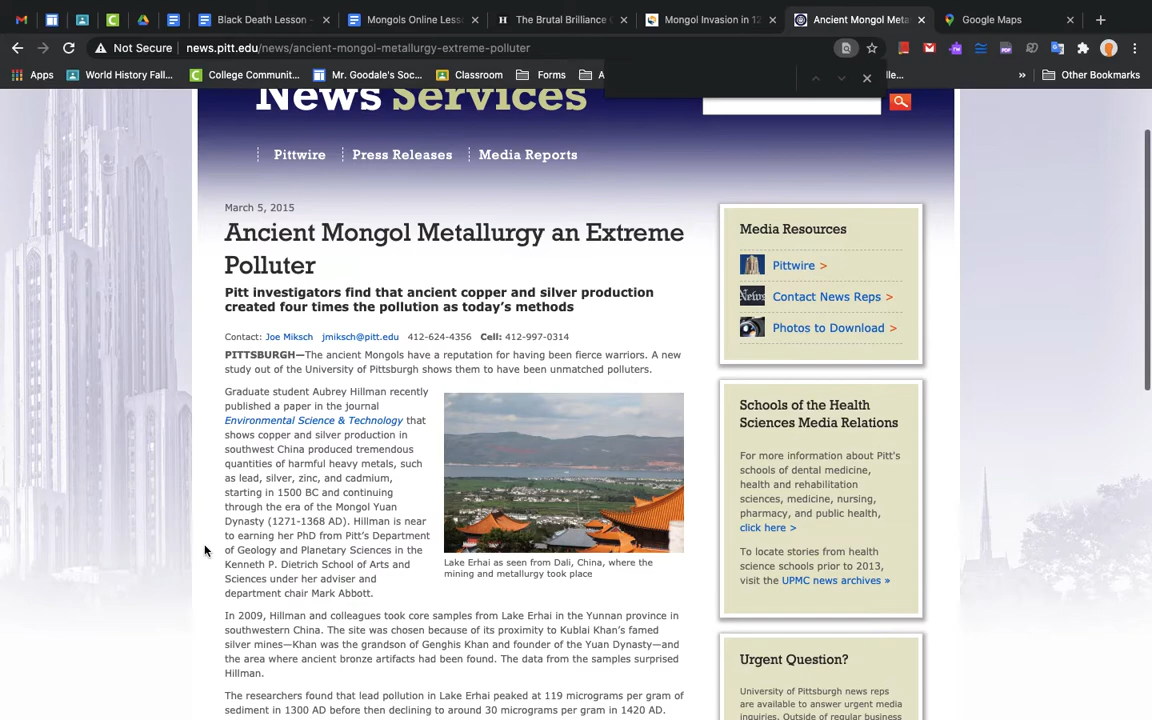 Black Death Lesson -
Mongols Online Less
H The Brutal Brilliance
Mongol Invasion in 12
Ancient Mongol Meta
Google Maps
Not Secure news.pitt.edu/news/ancient-mongol-metallurgy-extreme-polluter
Apps World History Fall... College Communit... Mr. Goodale's Soc... Classroom Forms A lle... » Other Bookmarks
News Services
Pittwire Press Releases Media Reports
March 5, 2015
Ancient Mongol Metallurgy an Extreme
Polluter
Pitt investigators find that ancient copper and silver production
created four times the pollution as today's methods
Contact: Joe Miksch jmiksch@pitt.edu 412-624-4356 Cell: 412-997-0314
PITTSBURGH—The ancient Mongols have a reputation for having been fierce warriors. A new
study out of the University of Pittsburgh shows them to have been unmatched polluters.
Graduate student Aubrey Hillman recently
published a paper in the journal
Environmental Science & Technology that
shows copper and silver production in
southwest China produced tremendous
quantities of harmful heavy metals, such
as lead, silver, zinc, and cadmium,
starting in 1500 BC and continuing
through the era of the Mongol Yuan
Dynasty (1271-1368 AD). Hillman is near
to earning her PhD from Pitt's Department
of Geology and Planetary Sciences in the
Kenneth P. Dietrich School of Arts and
Sciences under her adviser and
department chair Mark Abbott.
Lake Erhai as seen from Dali, China, where the
mining and metallurgy took place
In 2009, Hillman and colleagues took core samples from Lake Erhai in the Yunnan province in
southwestern China. The site was chosen because of its proximity to Kublai Khan's famed
silver mines—Khan was the grandson of Genghis Khan and founder of the Yuan Dynasty—and
the area where ancient bronze artifacts had been found. The data from the samples surprised
Hillman.
The researchers found that lead pollution in Lake Erhai peaked at 119 micrograms per gram of
sediment in 1300 AD before then declining to around 30 micrograms per gram in 1420 AD.
Media Resources
Pittwire >
Contact News Reps >
Photos to Download >
Schools of the Health
Sciences Media Relations
For more information about Pitt's
schools of dental medicine,
health and rehabilitation
sciences, medicine, nursing,
pharmacy, and public health,
click here >
To locate stories from health
science schools prior to 2013,
visit the UPMC news archives »
Urgent Question?
University of Pittsburgh news reps
are available to answer urgent media
inquiries. Outside of regular business